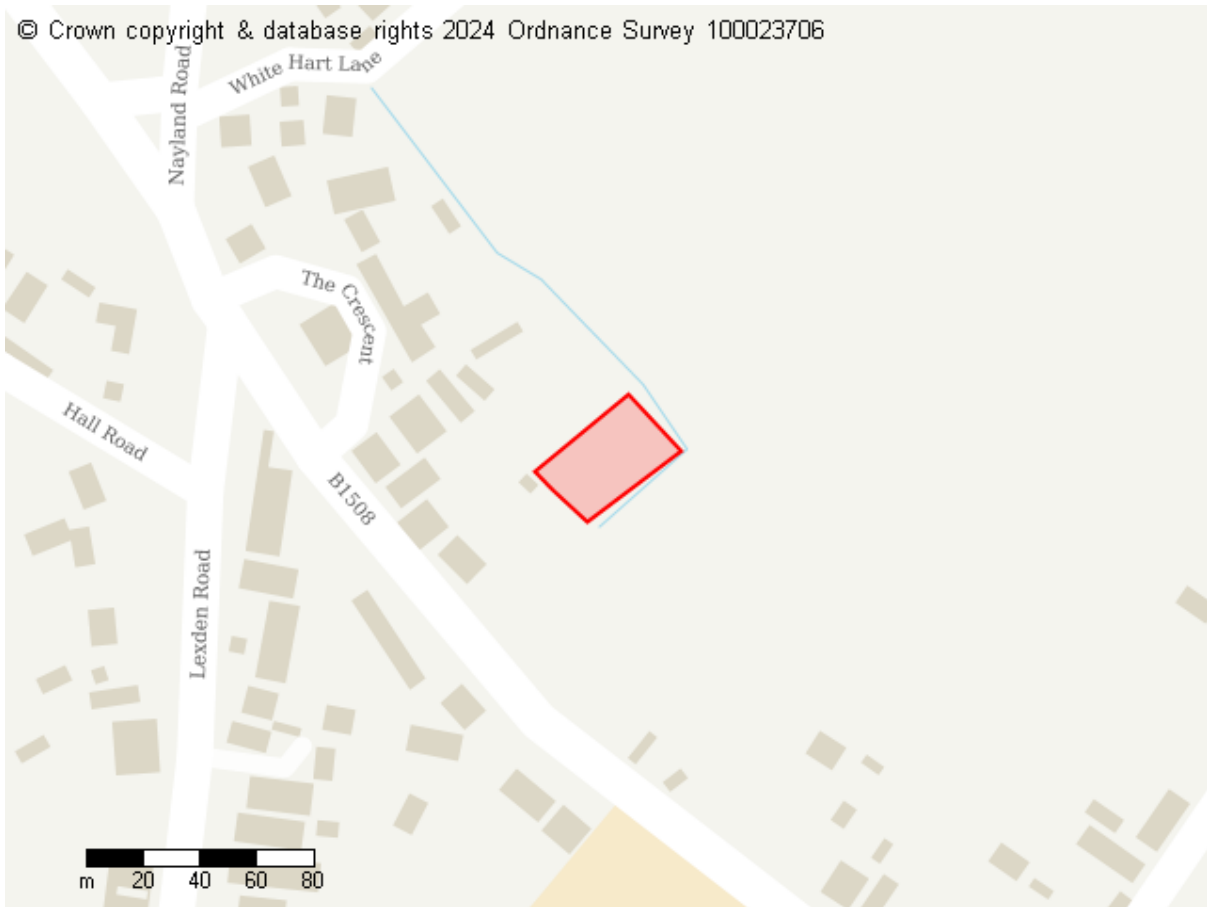 © Crown copyright & database rights 2024 Ordnance Survey 100023706
White Hart Lane
Nayland Road
The Crescent
Hall Road
B1508
Lexden Road
m 20 40 60 80